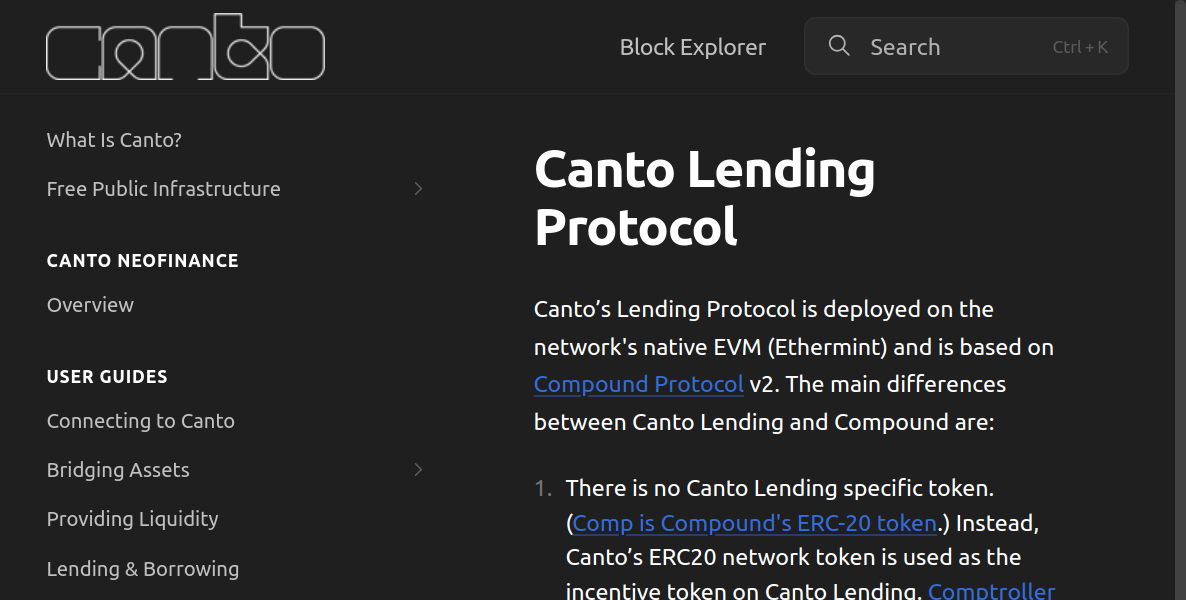 canto
Block Explorer
Search
Ctrl + K
What Is Canto?
Free Public Infrastructure
CANTO NEOFINANCE
Overview
USER GUIDES
Connecting to Canto
Bridging Assets
Providing Liquidity
Lending & Borrowing
Canto Lending
Protocol
Canto’s Lending Protocol is deployed on the
network's native EVM (Ethermint) and is based on
Compound Protocol v2. The main differences
between Canto Lending and Compound are:
1. There is no Canto Lending specific token.
(Comp is Compound's ERC-20 token.) Instead,
Canto’s ERC20 network token is used as the
incentive token on Canto Lending. Comptroller